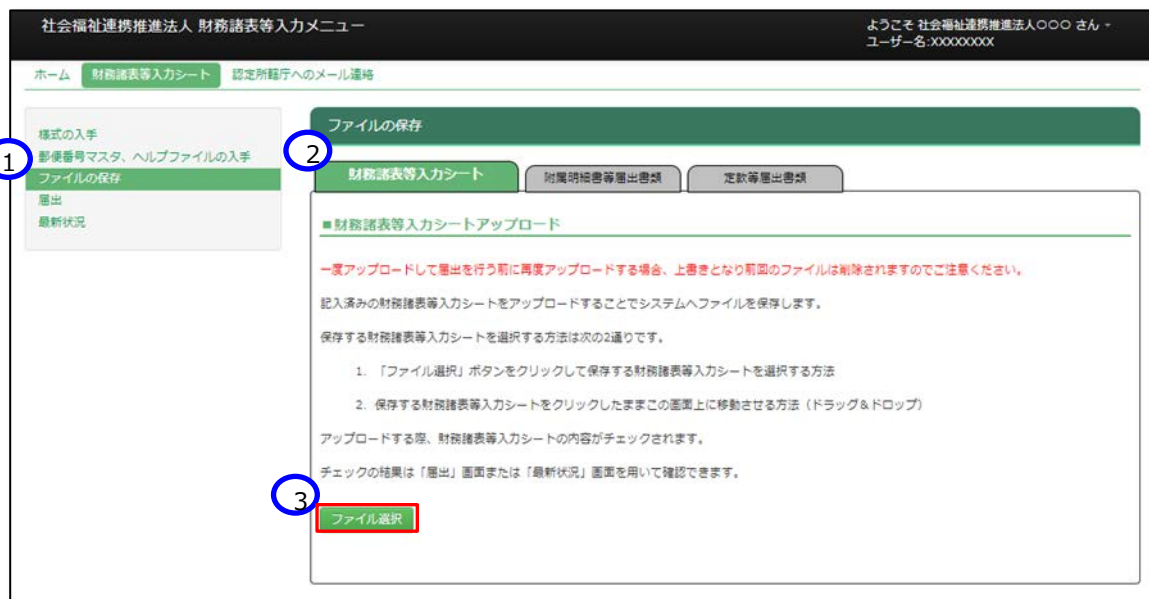 社会福祉連携推進法人 財務諸表等入力メニュー
ようこそ 社会福祉連携推進法人○○○ さん
ユーザー名:XXXXXXXX
ホーム 財務諸表等入力シート 認定所轄庁へのメール連絡
様式の入手
1 郵便番号マスタ、ヘルプファイルの入手
ファイルの保存
届出
最新状況
ファイルの保存
2
財務諸表等入力シート 附属明細書等届出書類 定款等届出書類
■財務諸表等入力シートアップロード
一度アップロードして届出を行う前に再度アップロードする場合、上書きとなり前回のファイルは削除されますのでご注意ください。
記入済みの財務諸表等入力シートをアップロードすることでシステムへファイルを保存します。
保存する財務諸表等入力シートを選択する方法は次の2通りです。
1. 「ファイル選択」ボタンをクリックして保存する財務諸表等入力シートを選択する方法
2. 保存する財務諸表等入力シートをクリックしたままこの画面上に移動させる方法（ドラッグ＆ドロップ）
アップロードする際、財務諸表等入力シートの内容がチェックされます。
チェックの結果は「届出」画面または「最新状況」画面を用いて確認できます。
3
ファイル選択